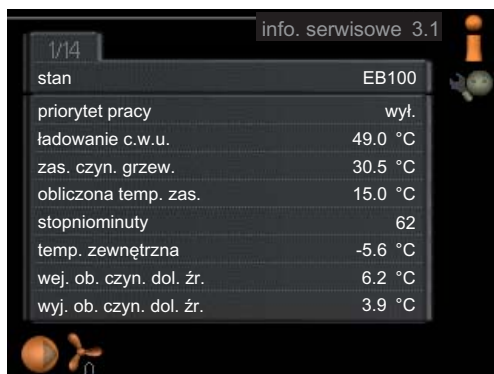 info. serwisowe 3.1
1/14
stan EB100
priorytet pracy wył.
ładowanie c.w.u. 49.0 °C
zas. czyn. grzew. 30.5 °C
obliczona temp. zas. 15.0 °C
stopniominuty 62
temp. zewnętrzna -5.6 °C
wej. ob. czyn. dol. źr. 6.2 °C
wyj. ob. czyn. dol. źr. 3.9 °C
0